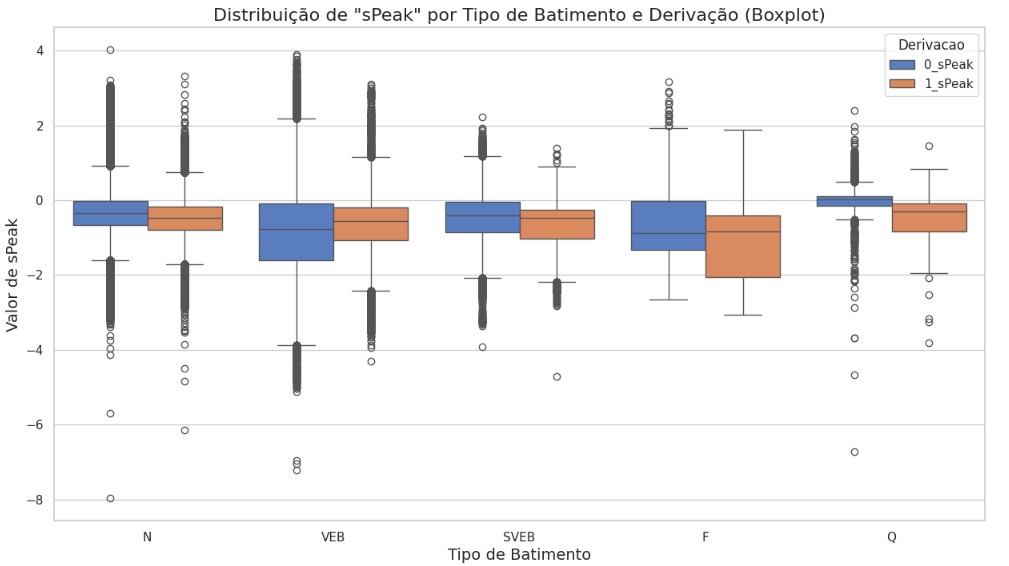 Distribuição de "sPeak" por Tipo de Batimento e Derivação (Boxplot)
Derivacao
0_sPeak
1_sPeak
Valor de sPeak
4
2
0
−2
−4
−6
−8
N
VEB
SVEB
F
Q
Tipo de Batimento